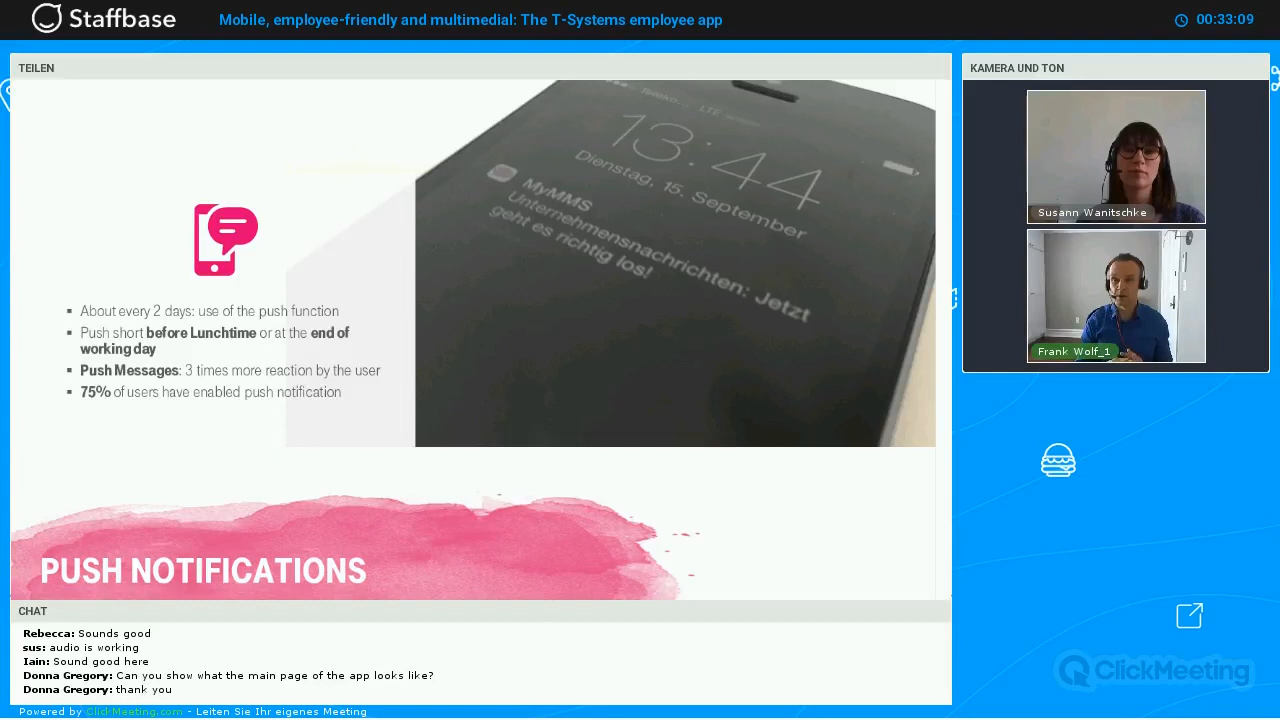 Staffbase
Mobile, employee-friendly and multimedial: The T-Systems employee app
00:33:09
TEILEN
KAMERA UND TON
LTE
13:44
Dienstag, 15. September
MyMMS
Unternehmensnachrichten: Jetzt
geht es richtig los!
▪ About every 2 days: use of the push function
▪ Push short before Lunchtime or at the end of
working day
▪ Push Messages: 3 times more reaction by the user
▪ 75% of users have enabled push notification
PUSH NOTIFICATIONS
Susann Wanitschke
Frank Wolf_1
CHAT
Rebecca: Sounds good
sus: audio is working
Iain: Sound good here
Donna Gregory: Can you show what the main page of the app looks like?
Donna Gregory: thank you
ClickMeeting
Powered by ClickMeeting.com - Leiten Sie Ihr eigenes Meeting